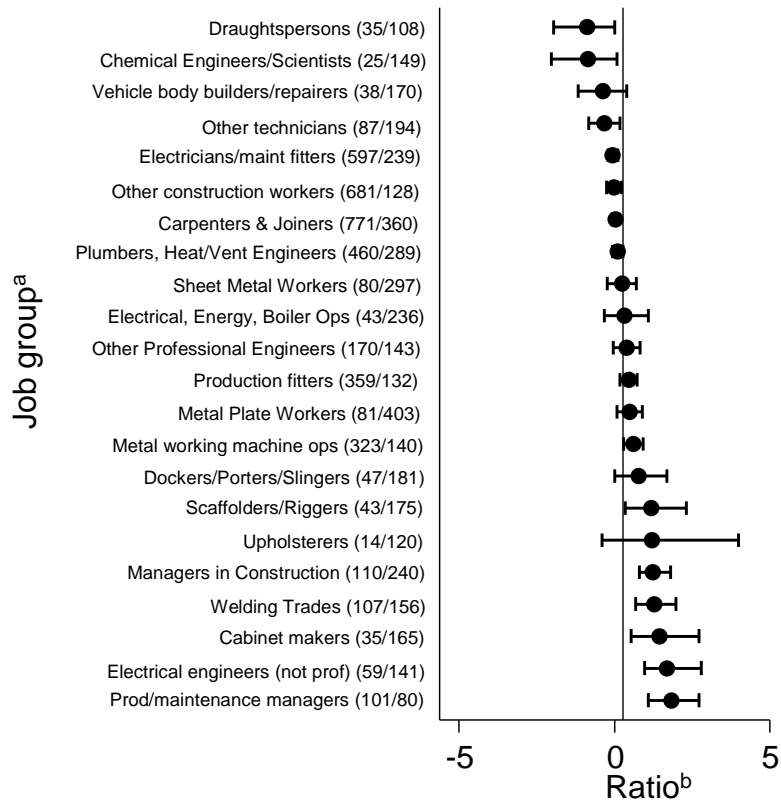 Draughtspersons (35/108)
Chemical Engineers/Scientists (25/149)
Vehicle body builders/repairers (38/170)
Other technicians (87/194)
Electricians/maint fitters (597/239)
Other construction workers (681/128)
Carpenters & Joiners (771/360)
Plumbers, Heat/Vent Engineers (460/289)
Sheet Metal Workers (80/297)
Electrical, Energy, Boiler Ops (43/236)
Other Professional Engineers (170/143)
Production fitters (359/132)
Metal Plate Workers (81/403)
Metal working machine ops (323/140)
Dockers/Porters/Slingers (47/181)
Scaffolders/Riggers (43/175)
Upholsterers (14/120)
Managers in Construction (110/240)
Welding Trades (107/156)
Cabinet makers (35/165)
Electrical engineers (not prof) (59/141)
Prod/maintenance managers (101/80)
Job groupᵃ
-5 0 5
Ratioᵇ